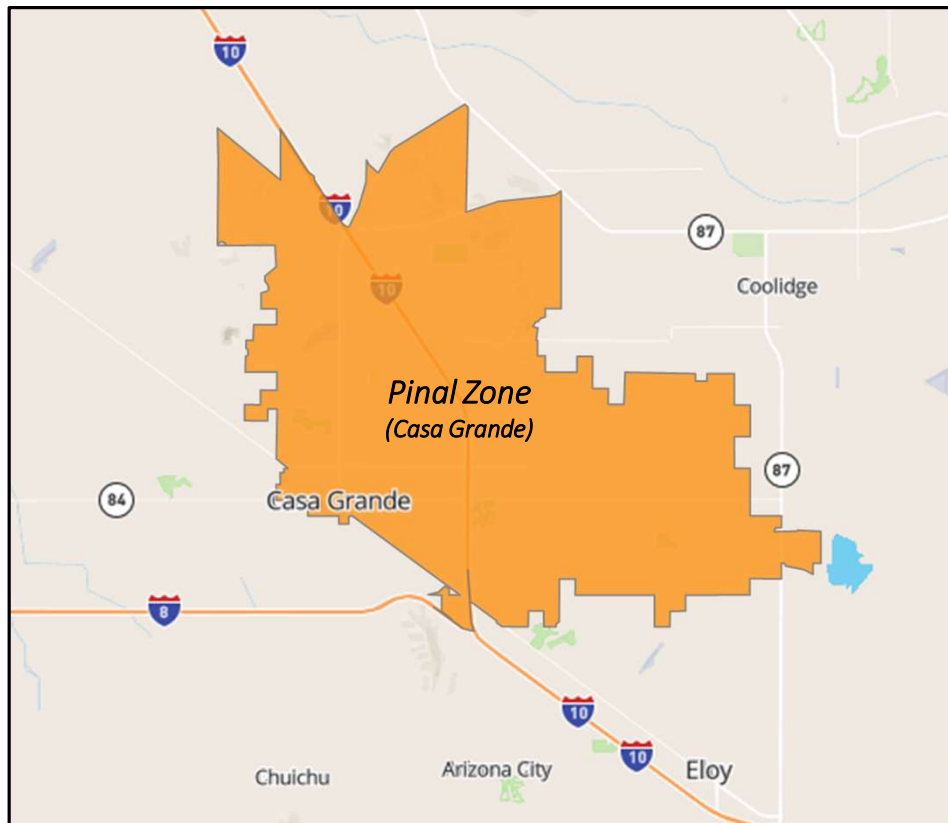 10
10
87
Coolidge
10
Pinal Zone
(Casa Grande)
87
84
Casa Grande
8
10
10
Chuichu
Arizona City
Eloy